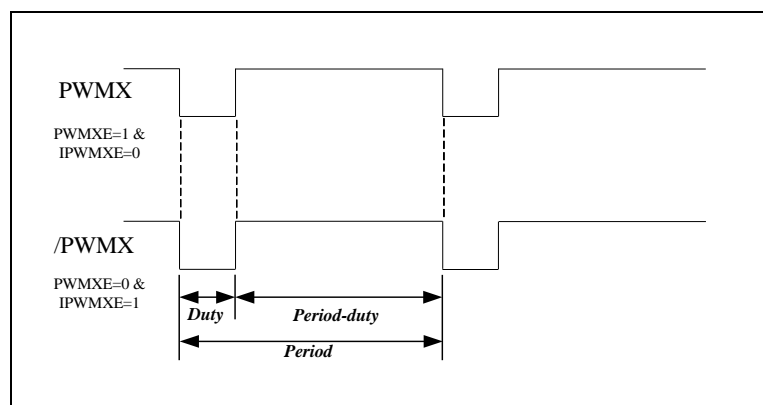 PWMX
PWMXE=1 &
IPWMXE=0
/PWMX
PWMXE=0 &
IPWMXE=1
Duty
Period-duty
Period